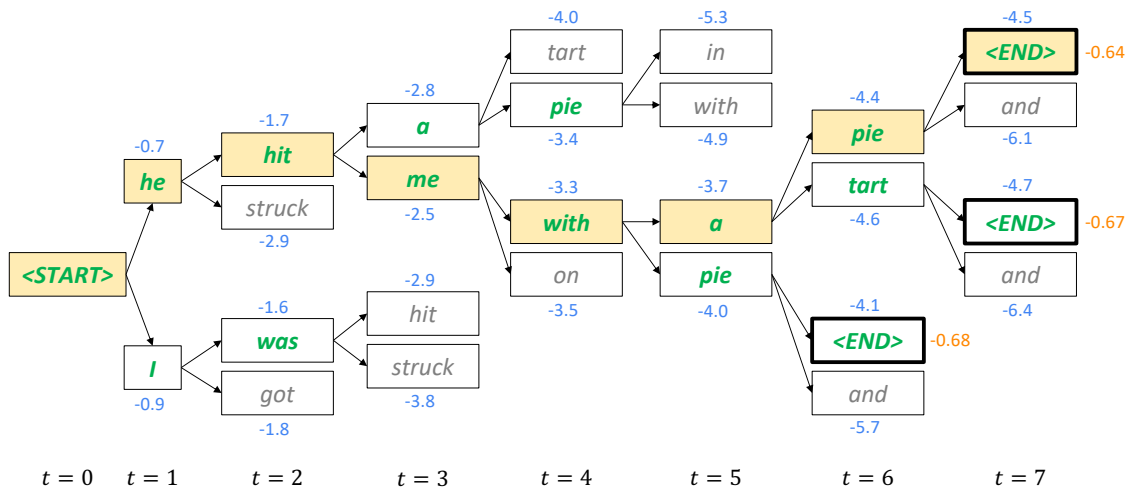 -4.0 -5.3 -4.5
tart in <END> -0.64
-2.8
-1.7 a pie with -4.4 and
-0.7 hit -3.4 -4.9 pie -6.1
he me -3.3 -3.7 tart -4.7
struck -2.5 with a -4.6 <END> -0.67
-2.9
<START> on pie and
-2.9 -3.5 -4.0 -4.1 -6.4
-1.6 hit <END> -0.68
I was struck and
-0.9 got -3.8 -5.7
-1.8
t = 0 t = 1 t = 2 t = 3 t = 4 t = 5 t = 6 t = 7